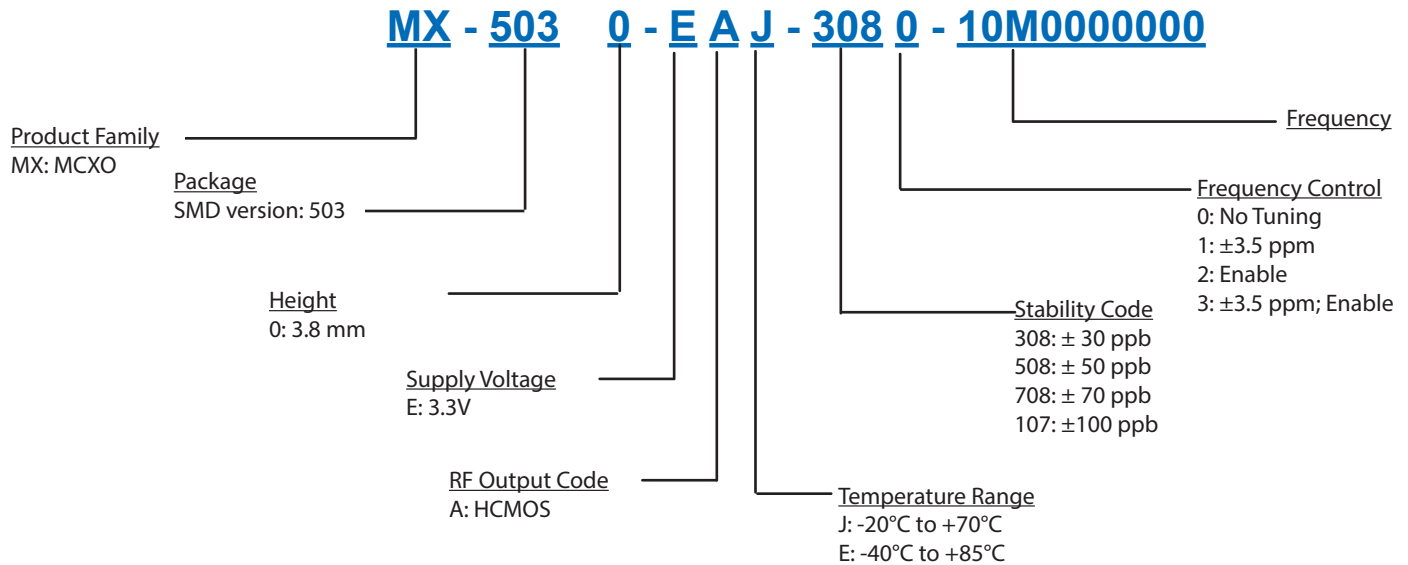 MX - 503 0 - E A J - 308 0 - 10M0000000
Product Family
MX: MCXO
Package
SMD version: 503
Height
0: 3.8 mm
Supply Voltage
E: 3.3V
RF Output Code
A: HCMOS
Temperature Range
J: -20°C to +70°C
E: -40°C to +85°C
Stability Code
308: ± 30 ppb
508: ± 50 ppb
708: ± 70 ppb
107: ±100 ppb
Frequency Control
0: No Tuning
1: ±3.5 ppm
2: Enable
3: ±3.5 ppm; Enable
Frequency